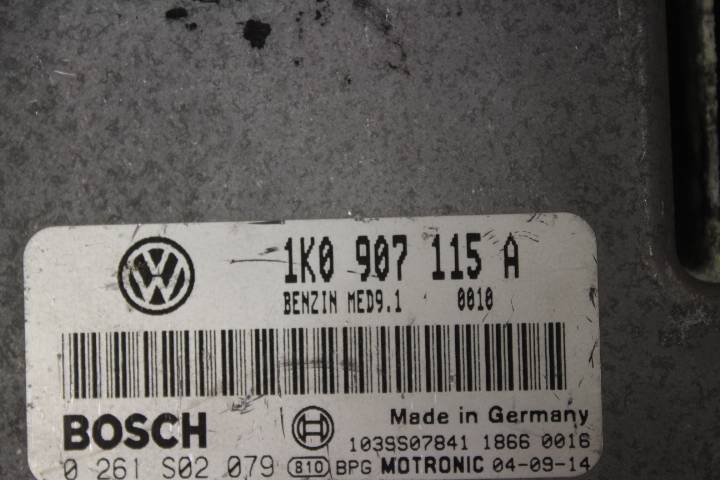 1K0 907 115 A
BENZIN MED9.1 0010
BOSCH
Made in Germany
1039S07841 1866 0016
0 261 S02 079 810 BPG MOTRONIC 04-09-14